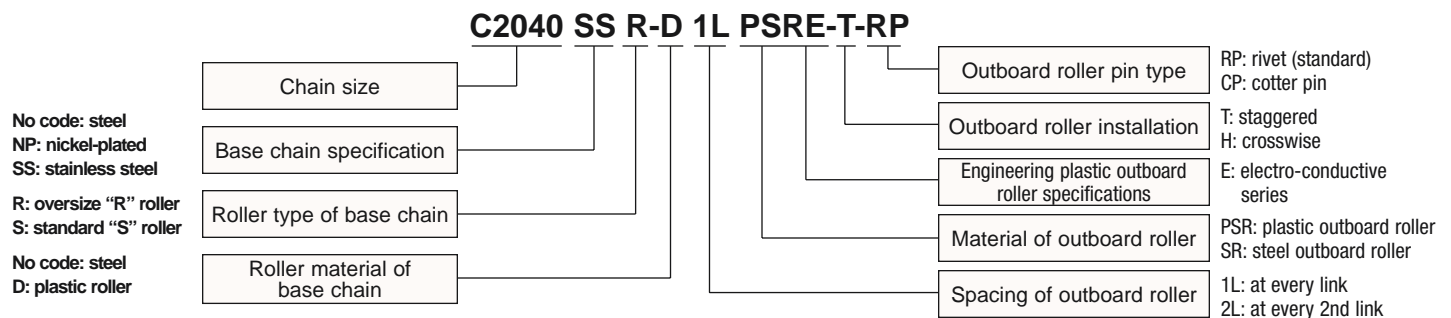 C2040 SS R-D 1L PSRE-T-RP
Chain size
No code: steel
NP: nickel-plated
SS: stainless steel
Base chain specification
R: oversize “R” roller
S: standard “S” roller
Roller type of base chain
No code: steel
D: plastic roller
Roller material of
base chain
Outboard roller pin type
RP: rivet (standard)
CP: cotter pin
Outboard roller installation
T: staggered
H: crosswise
Engineering plastic outboard
roller specifications
E: electro-conductive
series
Material of outboard roller
PSR: plastic outboard roller
SR: steel outboard roller
Spacing of outboard roller
1L: at every link
2L: at every 2nd link